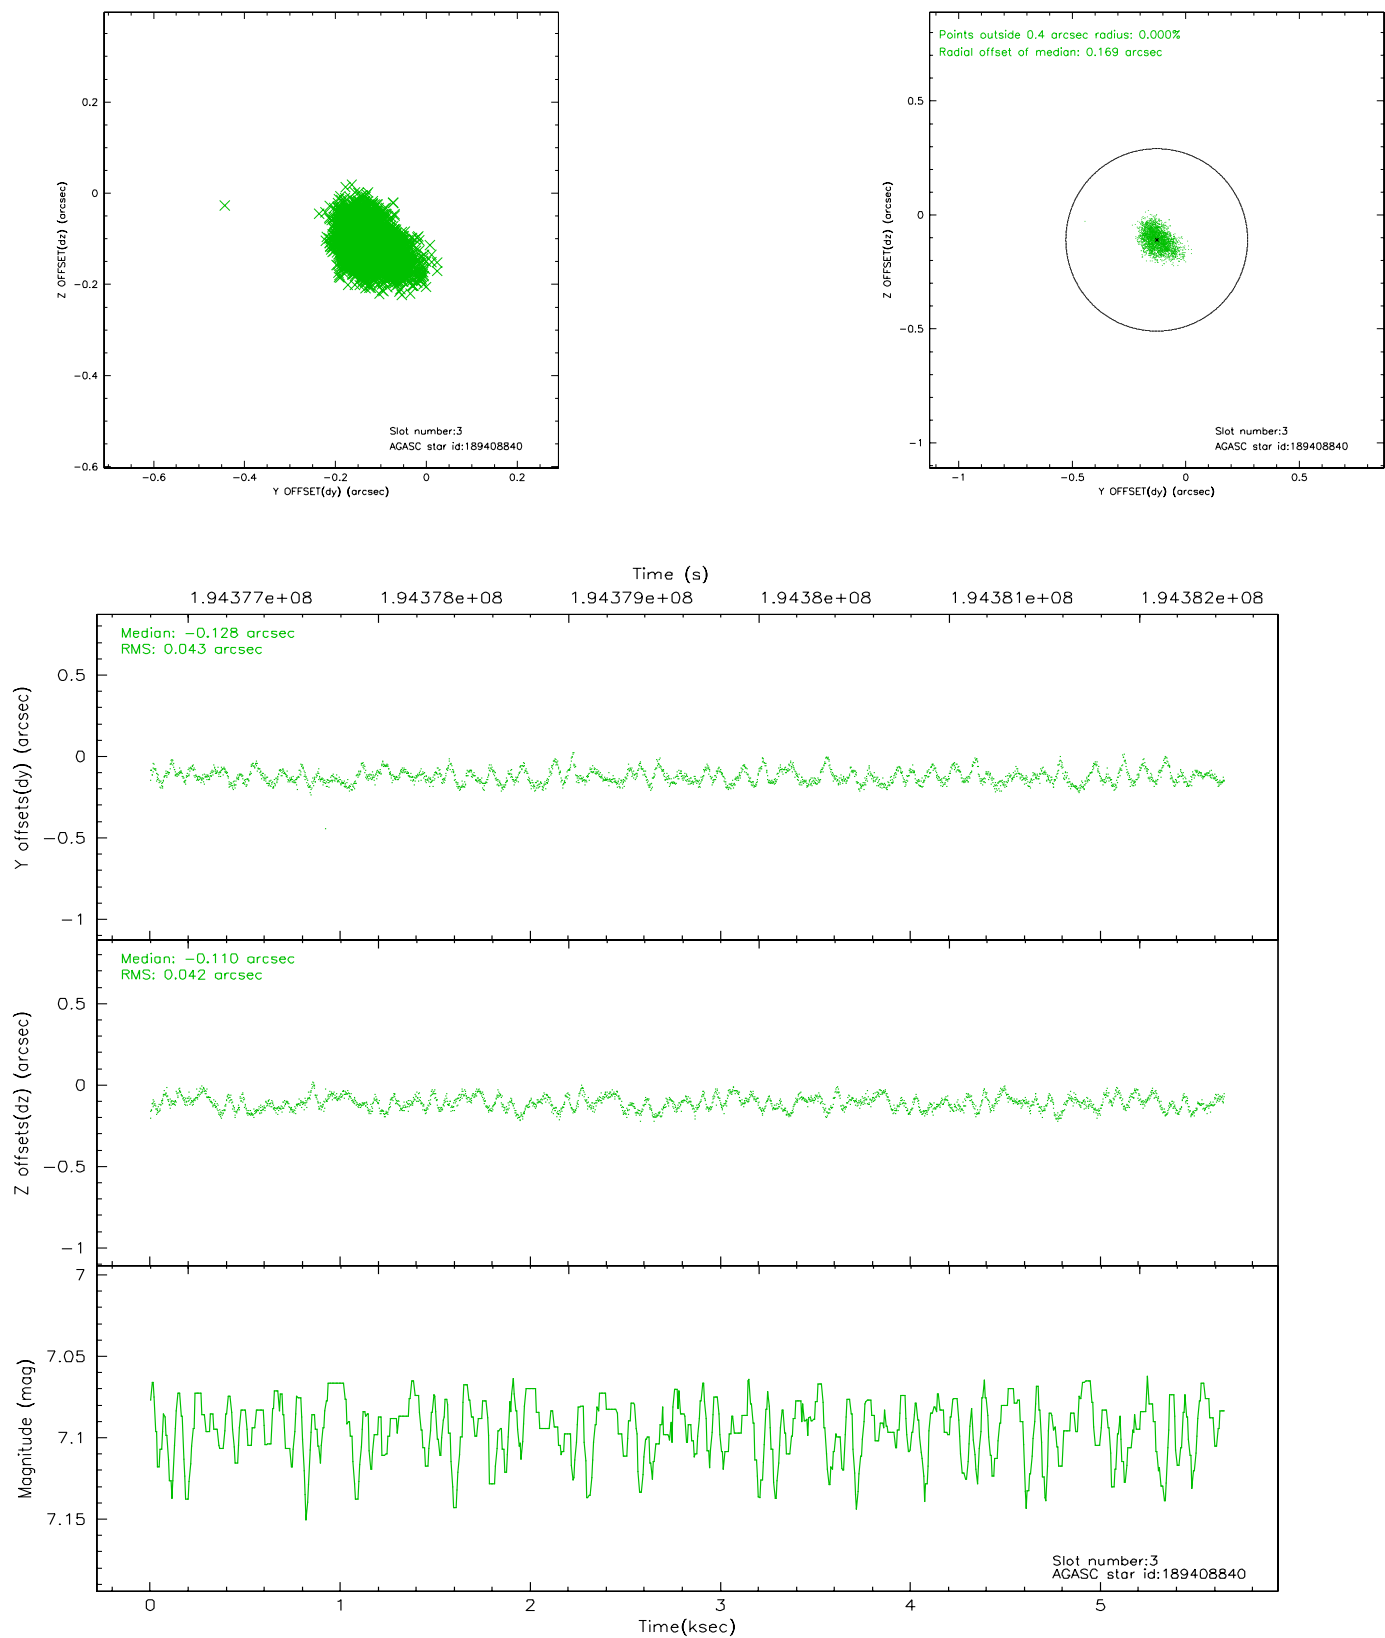 0.2
0
-0.2
-0.4
-0.6
Z OFFSET(dz) (arcsec)
-0.6
-0.4
-0.2
0
0.2
Y OFFSET(dy) (arcsec)
Slot number:3
AGASC star id:189408840
Points outside 0.4 arcsec radius: 0.000%
Radial offset of median: 0.169 arcsec
0.5
0
-0.5
-1
Z OFFSET(dz) (arcsec)
Slot number:3
AGASC star id:189408840
-1
-0.5
0
0.5
Y OFFSET(dy) (arcsec)
Time (s)
1.94377e+08
1.94378e+08
1.94379e+08
1.9438e+08
1.94381e+08
1.94382e+08
Median: -0.128 arcsec
RMS: 0.043 arcsec
0.5
0
-0.5
-1
Y offsets(dy) (arcsec)
Median: -0.110 arcsec
RMS: 0.042 arcsec
0.5
0
-0.5
-1
Z offsets(dz) (arcsec)
7
7.05
7.1
7.15
Magnitude (mag)
Slot number:3
AGASC star id:189408840
0
1
2
3
4
5
Time(ksec)